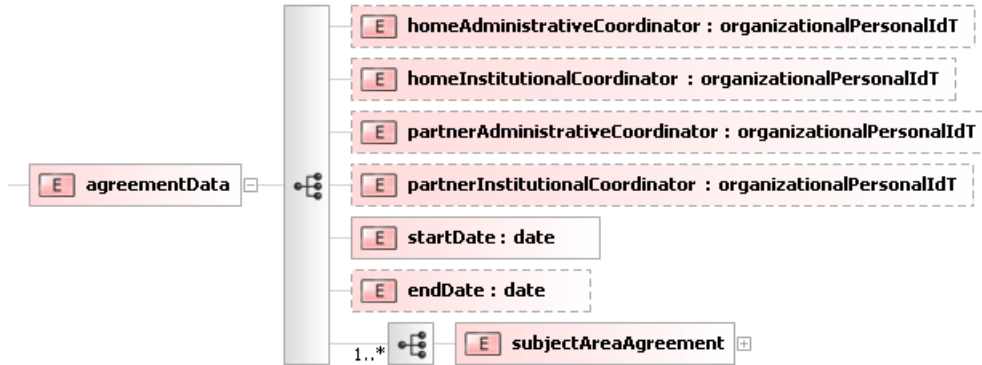 E homeAdministrativeCoordinator : organizationalPersonalIdT
E homeInstitutionalCoordinator : organizationalPersonalIdT
E partnerAdministrativeCoordinator : organizationalPersonalIdT
E agreementData
E partnerInstitutionalCoordinator : organizationalPersonalIdT
E startDate : date
E endDate : date
1..* E subjectAreaAgreement